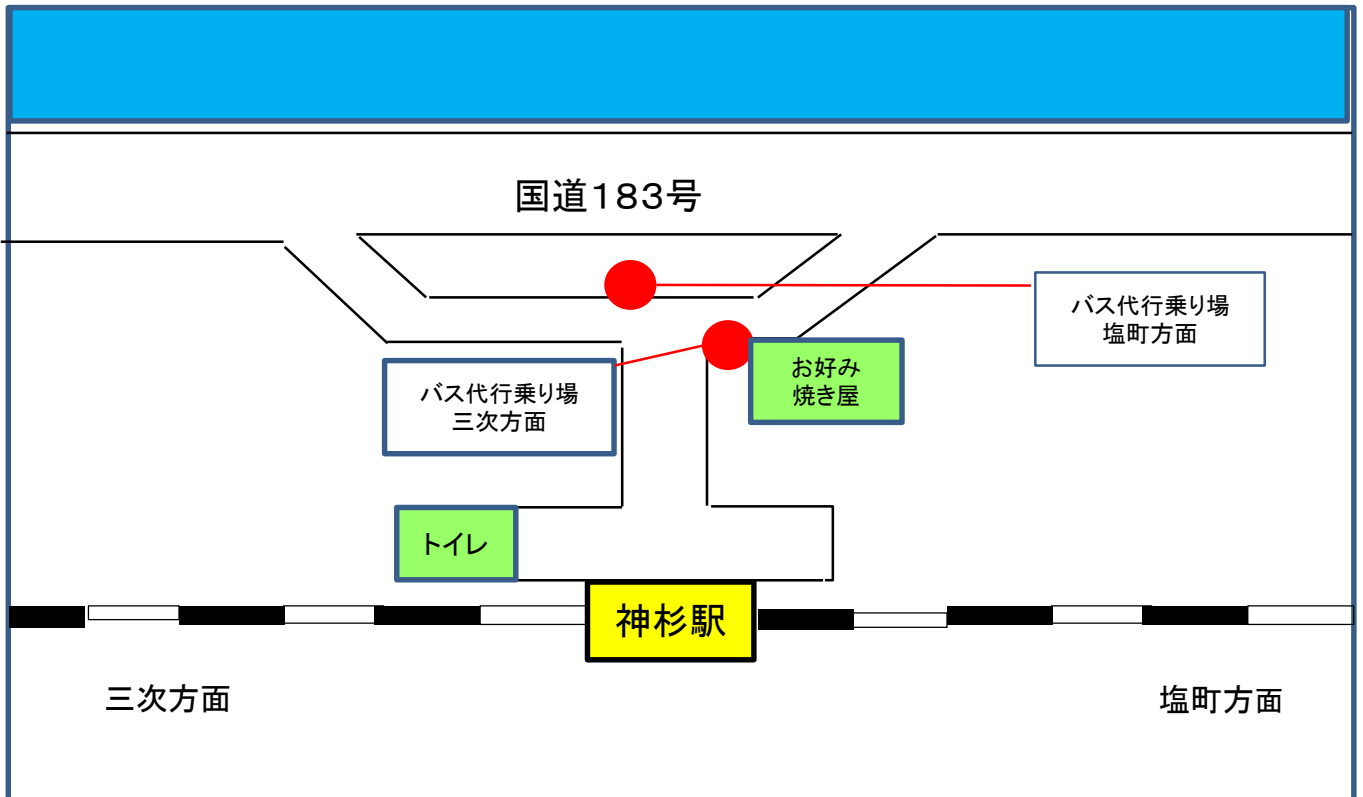 国道183号
バス代行乗り場
塩町方面
お好み
焼き屋
バス代行乗り場
三次方面
トイレ
神杉駅
三次方面
塩町方面